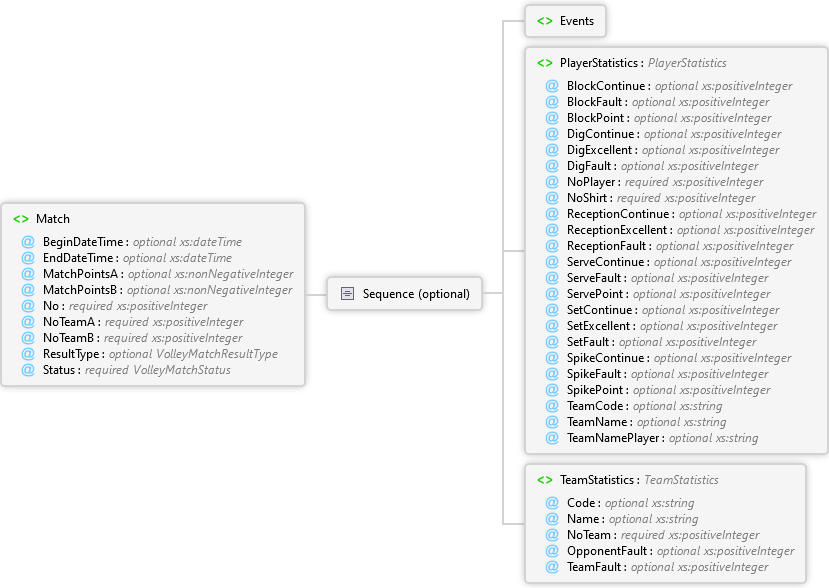 <> Match
@ BeginDateTime : optional xs:dateTime
@ EndDateTime : optional xs:dateTime
@ MatchPointsA : optional xs:nonNegativeInteger
@ MatchPointsB : optional xs:nonNegativeInteger
@ No : required xs:positiveInteger
@ NoTeamA : required xs:positiveInteger
@ NoTeamB : required xs:positiveInteger
@ ResultType : optional VolleyMatchResultType
@ Status : required VolleyMatchStatus
Sequence (optional)
<> Events
<> PlayerStatistics : PlayerStatistics
@ BlockContinue : optional xs:positiveInteger
@ BlockFault : optional xs:positiveInteger
@ BlockPoint : optional xs:positiveInteger
@ DigContinue : optional xs:positiveInteger
@ DigExcellent : optional xs:positiveInteger
@ DigFault : optional xs:positiveInteger
@ NoPlayer : required xs:positiveInteger
@ NoShirt : required xs:positiveInteger
@ ReceptionContinue : optional xs:positiveInteger
@ ReceptionExcellent : optional xs:positiveInteger
@ ReceptionFault : optional xs:positiveInteger
@ ServeContinue : optional xs:positiveInteger
@ ServeFault : optional xs:positiveInteger
@ ServePoint : optional xs:positiveInteger
@ SetContinue : optional xs:positiveInteger
@ SetExcellent : optional xs:positiveInteger
@ SetFault : optional xs:positiveInteger
@ SpikeContinue : optional xs:positiveInteger
@ SpikeFault : optional xs:positiveInteger
@ SpikePoint : optional xs:positiveInteger
@ TeamCode : optional xs:string
@ TeamName : optional xs:string
@ TeamNamePlayer : optional xs:string
<> TeamStatistics : TeamStatistics
@ Code : optional xs:string
@ Name : optional xs:string
@ NoTeam : required xs:positiveInteger
@ OpponentFault : optional xs:positiveInteger
@ TeamFault : optional xs:positiveInteger